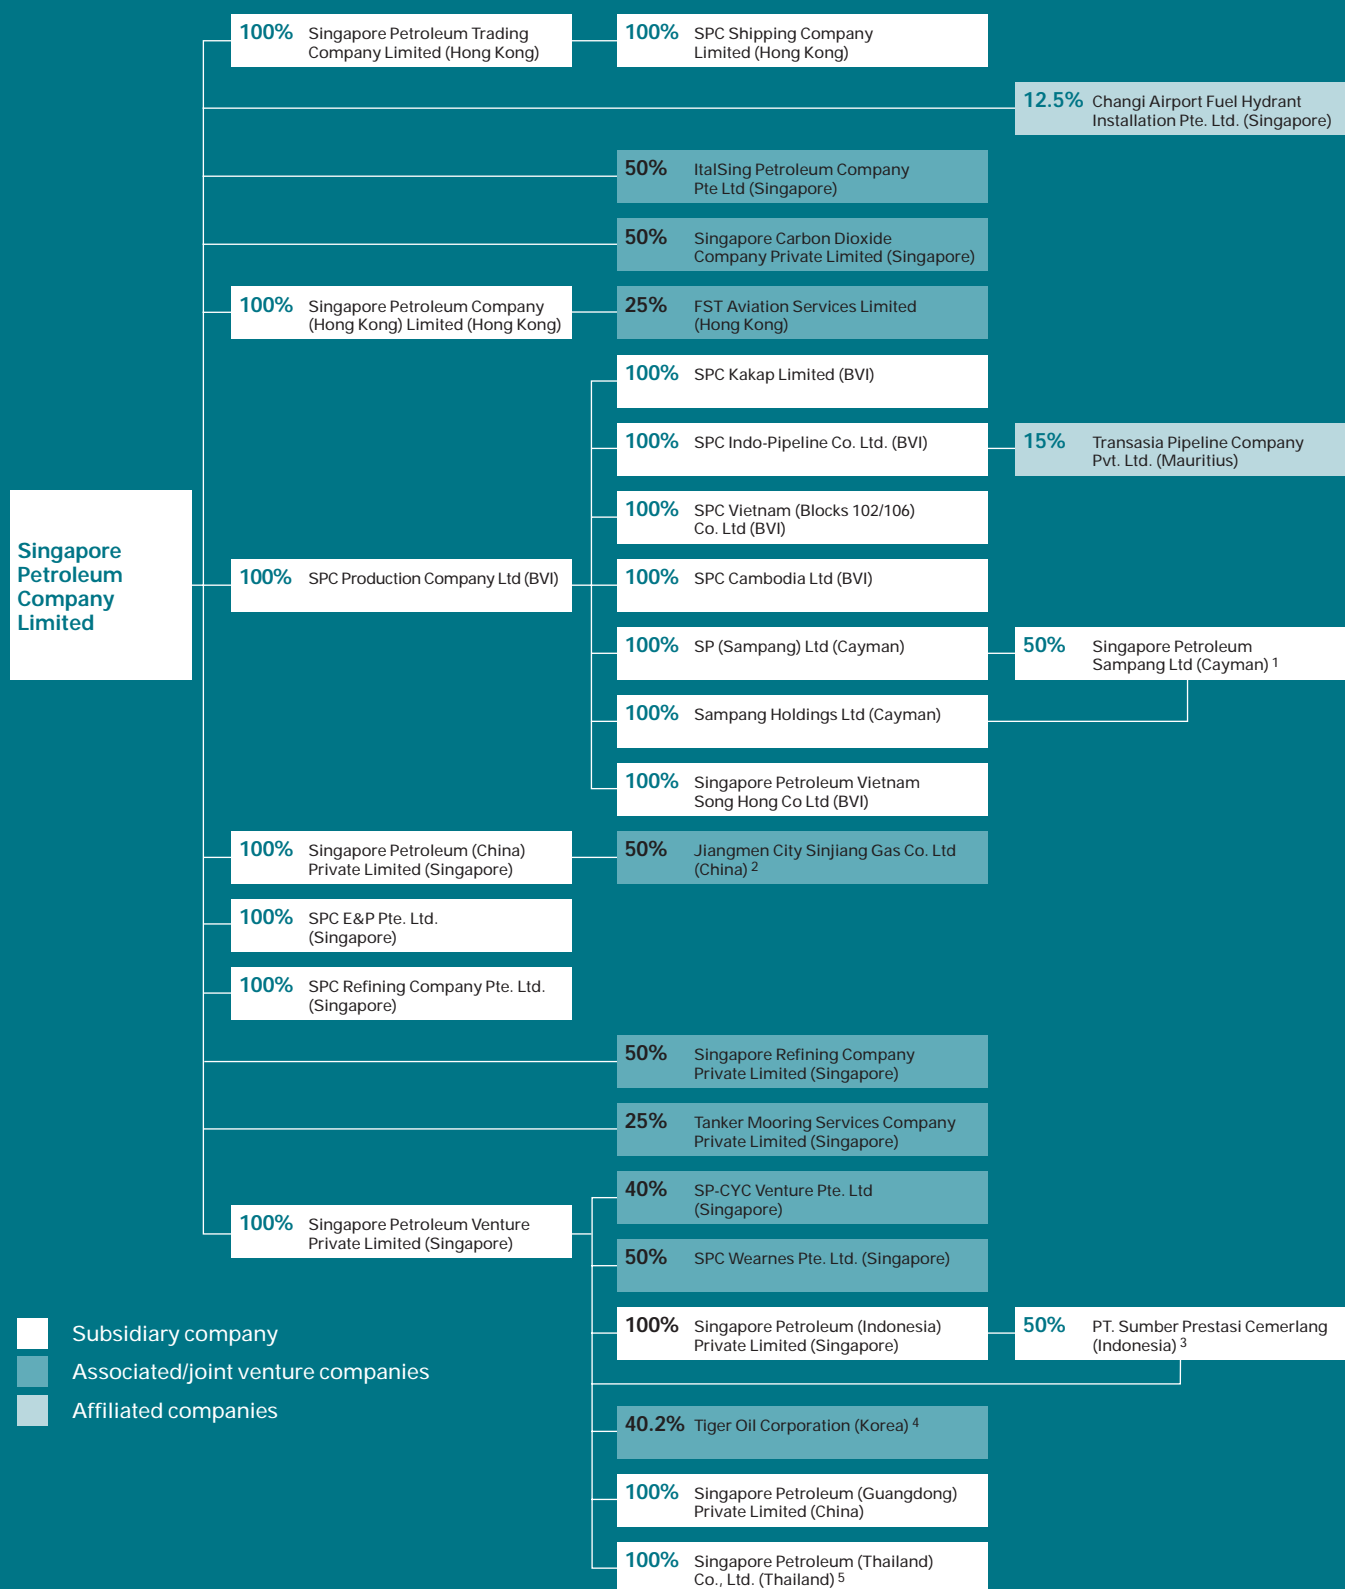 100% Singapore Petroleum Trading
Company Limited (Hong Kong)
100% SPC Shipping Company
Limited (Hong Kong)
12.5% Changi Airport Fuel Hydrant
Installation Pte. Ltd. (Singapore)
50% ItalSing Petroleum Company
Pte Ltd (Singapore)
50% Singapore Carbon Dioxide
Company Private Limited (Singapore)
100% Singapore Petroleum Company
(Hong Kong) Limited (Hong Kong)
25% FST Aviation Services Limited
(Hong Kong)
100% SPC Kakap Limited (BVI)
100% SPC Indo-Pipeline Co. Ltd. (BVI)
15% Transasia Pipeline Company
Pvt. Ltd. (Mauritius)
100% SPC Vietnam (Blocks 102/106)
Co. Ltd (BVI)
Singapore
Petroleum
Company
Limited
100% SPC Production Company Ltd (BVI)
100% SPC Cambodia Ltd (BVI)
100% SP (Sampang) Ltd (Cayman)
50% Singapore Petroleum
Sampang Ltd (Cayman) 1
100% Sampang Holdings Ltd (Cayman)
100% Singapore Petroleum Vietnam
Song Hong Co Ltd (BVI)
100% Singapore Petroleum (China)
Private Limited (Singapore)
50% Jiangmen City Sinjiang Gas Co. Ltd
(China) 2
100% SPC E&P Pte. Ltd.
(Singapore)
100% SPC Refining Company Pte. Ltd.
(Singapore)
50% Singapore Refining Company
Private Limited (Singapore)
25% Tanker Mooring Services Company
Private Limited (Singapore)
40% SP-CYC Venture Pte. Ltd
(Singapore)
100% Singapore Petroleum Venture
Private Limited (Singapore)
50% SPC Wearnes Pte. Ltd. (Singapore)
100% Singapore Petroleum (Indonesia)
Private Limited (Singapore)
50% PT. Sumber Prestasi Cemerlang
(Indonesia) 3
Subsidiary company
Associated/joint venture companies
Affiliated companies
40.2% Tiger Oil Corporation (Korea) 4
100% Singapore Petroleum (Guangdong)
Private Limited (China)
100% Singapore Petroleum (Thailand)
Co., Ltd. (Thailand) 5